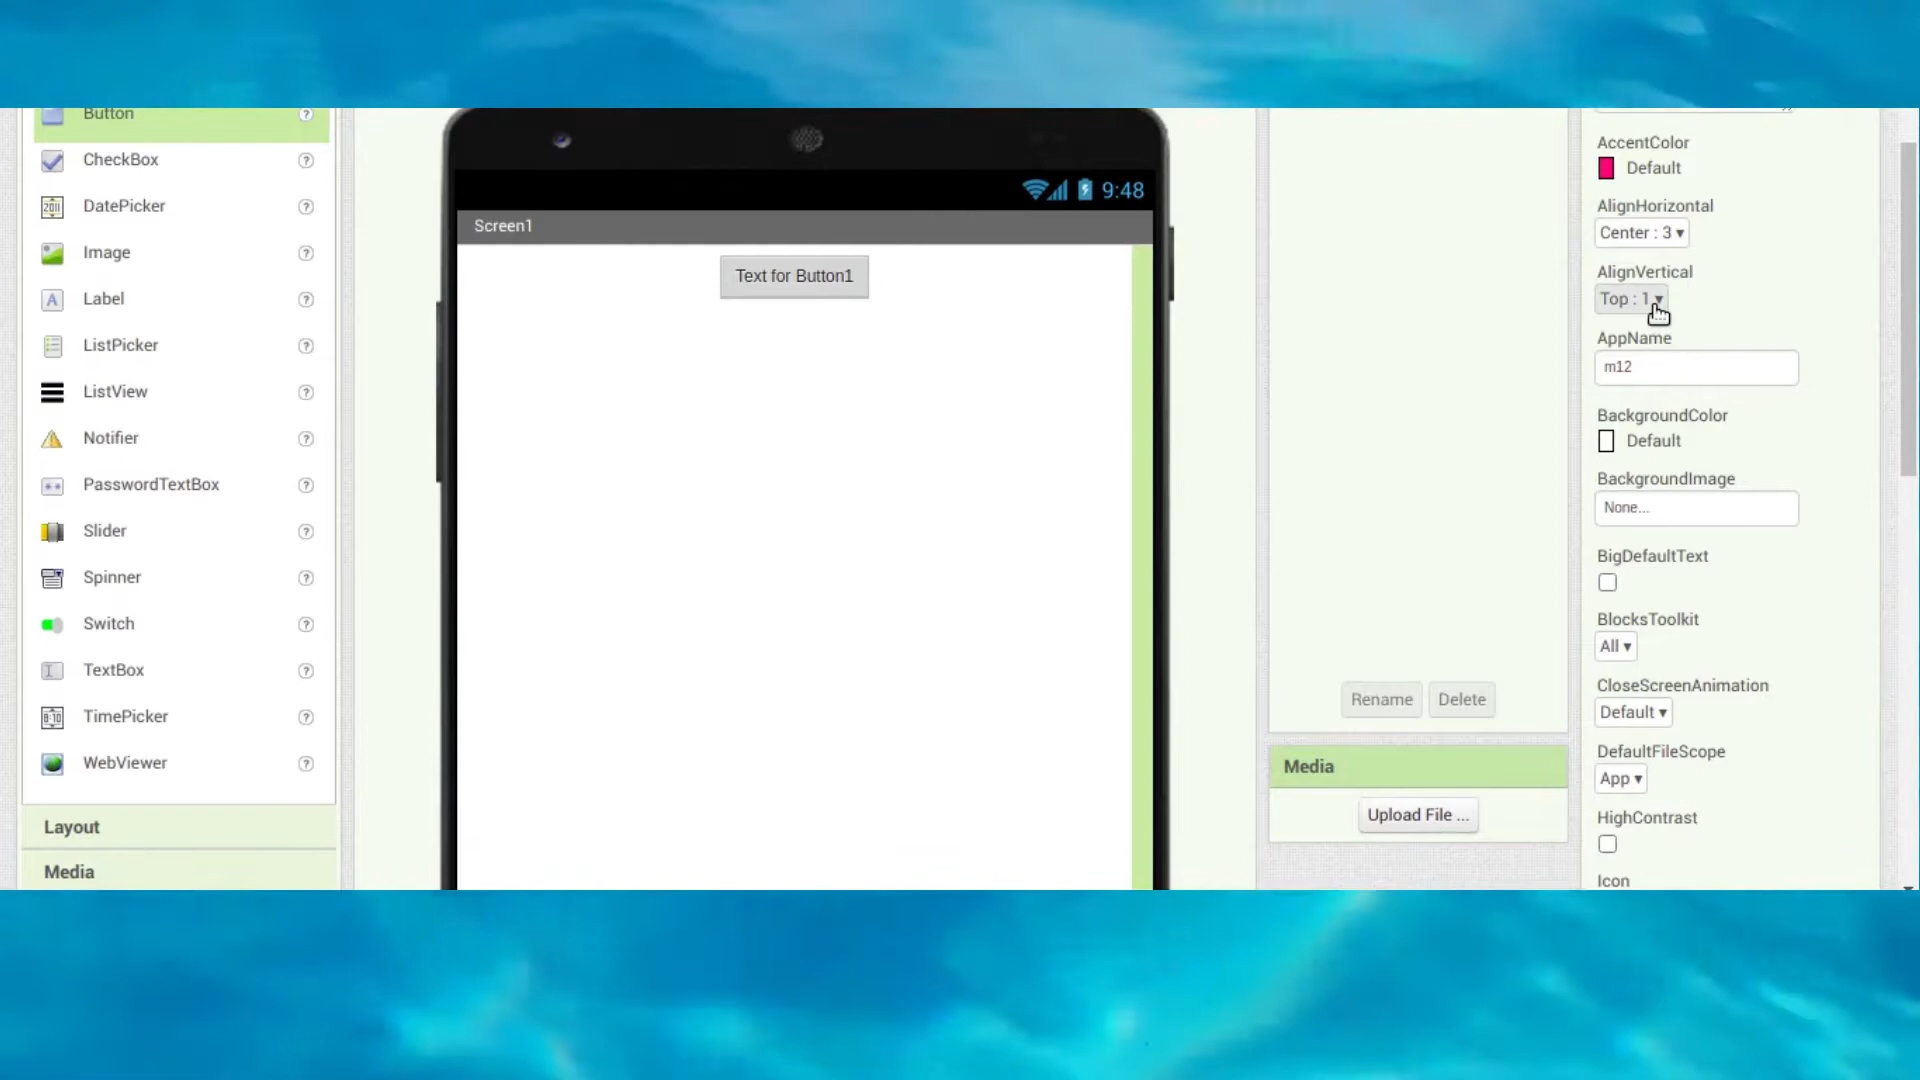 Button
CheckBox
DatePicker
Image
Label
ListPicker
ListView
Notifier
PasswordTextBox
Slider
Spinner
Switch
TextBox
TimePicker
WebViewer
Layout
Media
9:48
Screen1
Text for Button1
Rename
Delete
Media
Upload File ...
AccentColor
Default
AlignHorizontal
Center : 3
AlignVertical
Top : 1
AppName
m12
BackgroundColor
Default
BackgroundImage
None...
BigDefaultText
BlocksToolkit
All
CloseScreenAnimation
Default
DefaultFileScope
App
HighContrast
Icon